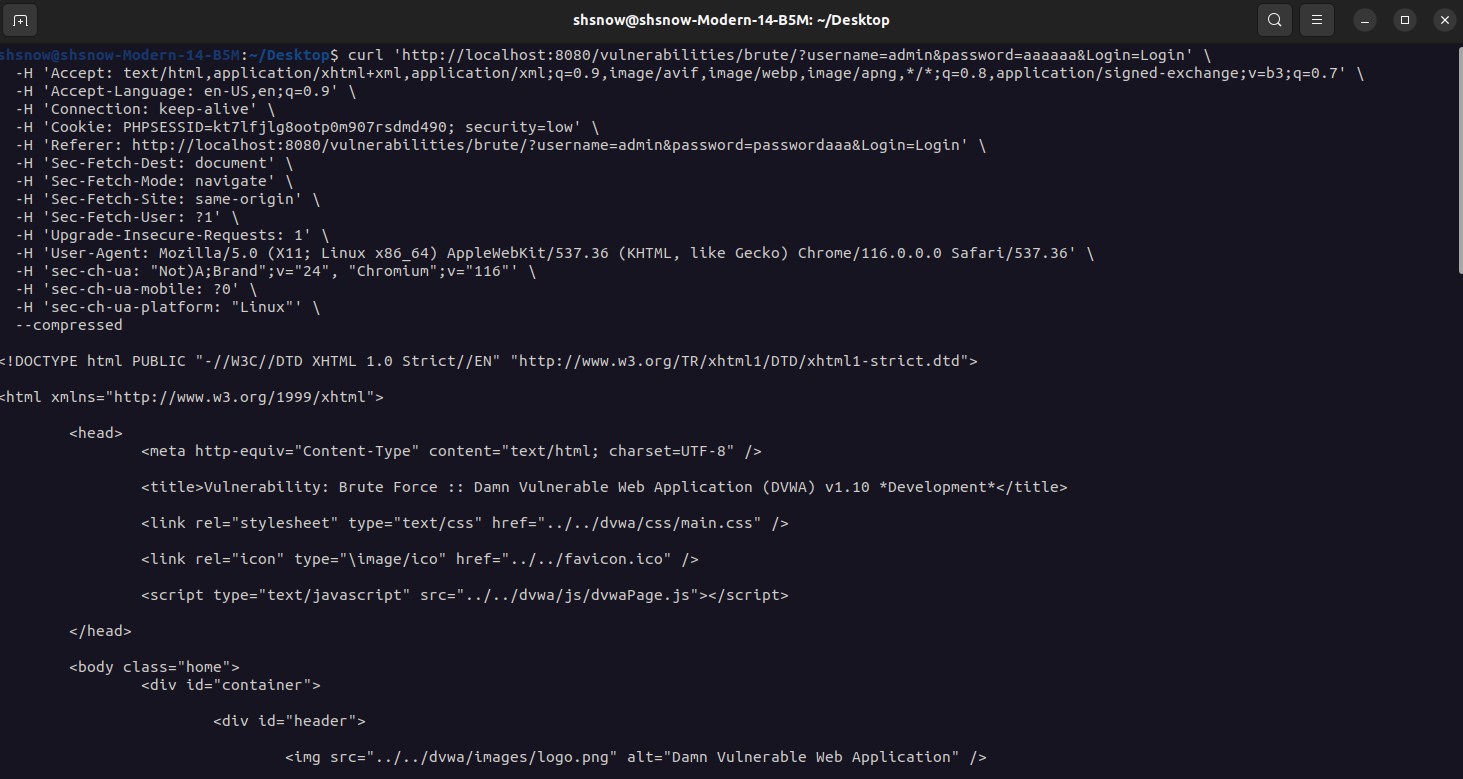 shsnow@shsnow-Modern-14-B5M: ~/Desktop
shsnow@shsnow-Modern-14-B5M:~/Desktop$ curl 'http://localhost:8080/vulnerabilities/brute/?username=admin&password=aaaaaa&Login=Login' \
-H 'Accept: text/html,application/xhtml+xml,application/xml;q=0.9,image/avif,image/webp,image/apng,*/*;q=0.8,application/signed-exchange;v=b3;q=0.7' \
-H 'Accept-Language: en-US,en;q=0.9' \
-H 'Connection: keep-alive' \
-H 'Cookie: PHPSESSID=kt7lfjlg8ootp0m907rsdmd490; security=low' \
-H 'Referer: http://localhost:8080/vulnerabilities/brute/?username=admin&password=passwordaaa&Login=Login' \
-H 'Sec-Fetch-Dest: document' \
-H 'Sec-Fetch-Mode: navigate' \
-H 'Sec-Fetch-Site: same-origin' \
-H 'Sec-Fetch-User: ?1' \
-H 'Upgrade-Insecure-Requests: 1' \
-H 'User-Agent: Mozilla/5.0 (X11; Linux x86_64) AppleWebKit/537.36 (KHTML, like Gecko) Chrome/116.0.0.0 Safari/537.36' \
-H 'sec-ch-ua: "Not)A;Brand";v="24", "Chromium";v="116"' \
-H 'sec-ch-ua-mobile: ?0' \
-H 'sec-ch-ua-platform: "Linux"' \
--compressed
<!DOCTYPE html PUBLIC "-//W3C//DTD XHTML 1.0 Strict//EN" "http://www.w3.org/TR/xhtml1/DTD/xhtml1-strict.dtd">
<html xmlns="http://www.w3.org/1999/xhtml">
<head>
<meta http-equiv="Content-Type" content="text/html; charset=UTF-8" />
<title>Vulnerability: Brute Force :: Damn Vulnerable Web Application (DVWA) v1.10 *Development*</title>
<link rel="stylesheet" type="text/css" href="../../dvwa/css/main.css" />
<link rel="icon" type="\image/ico" href="../../favicon.ico" />
<script type="text/javascript" src="../../dvwa/js/dvwaPage.js"></script>
</head>
<body class="home">
<div id="container">
<div id="header">
<img src="../../dvwa/images/logo.png" alt="Damn Vulnerable Web Application" />